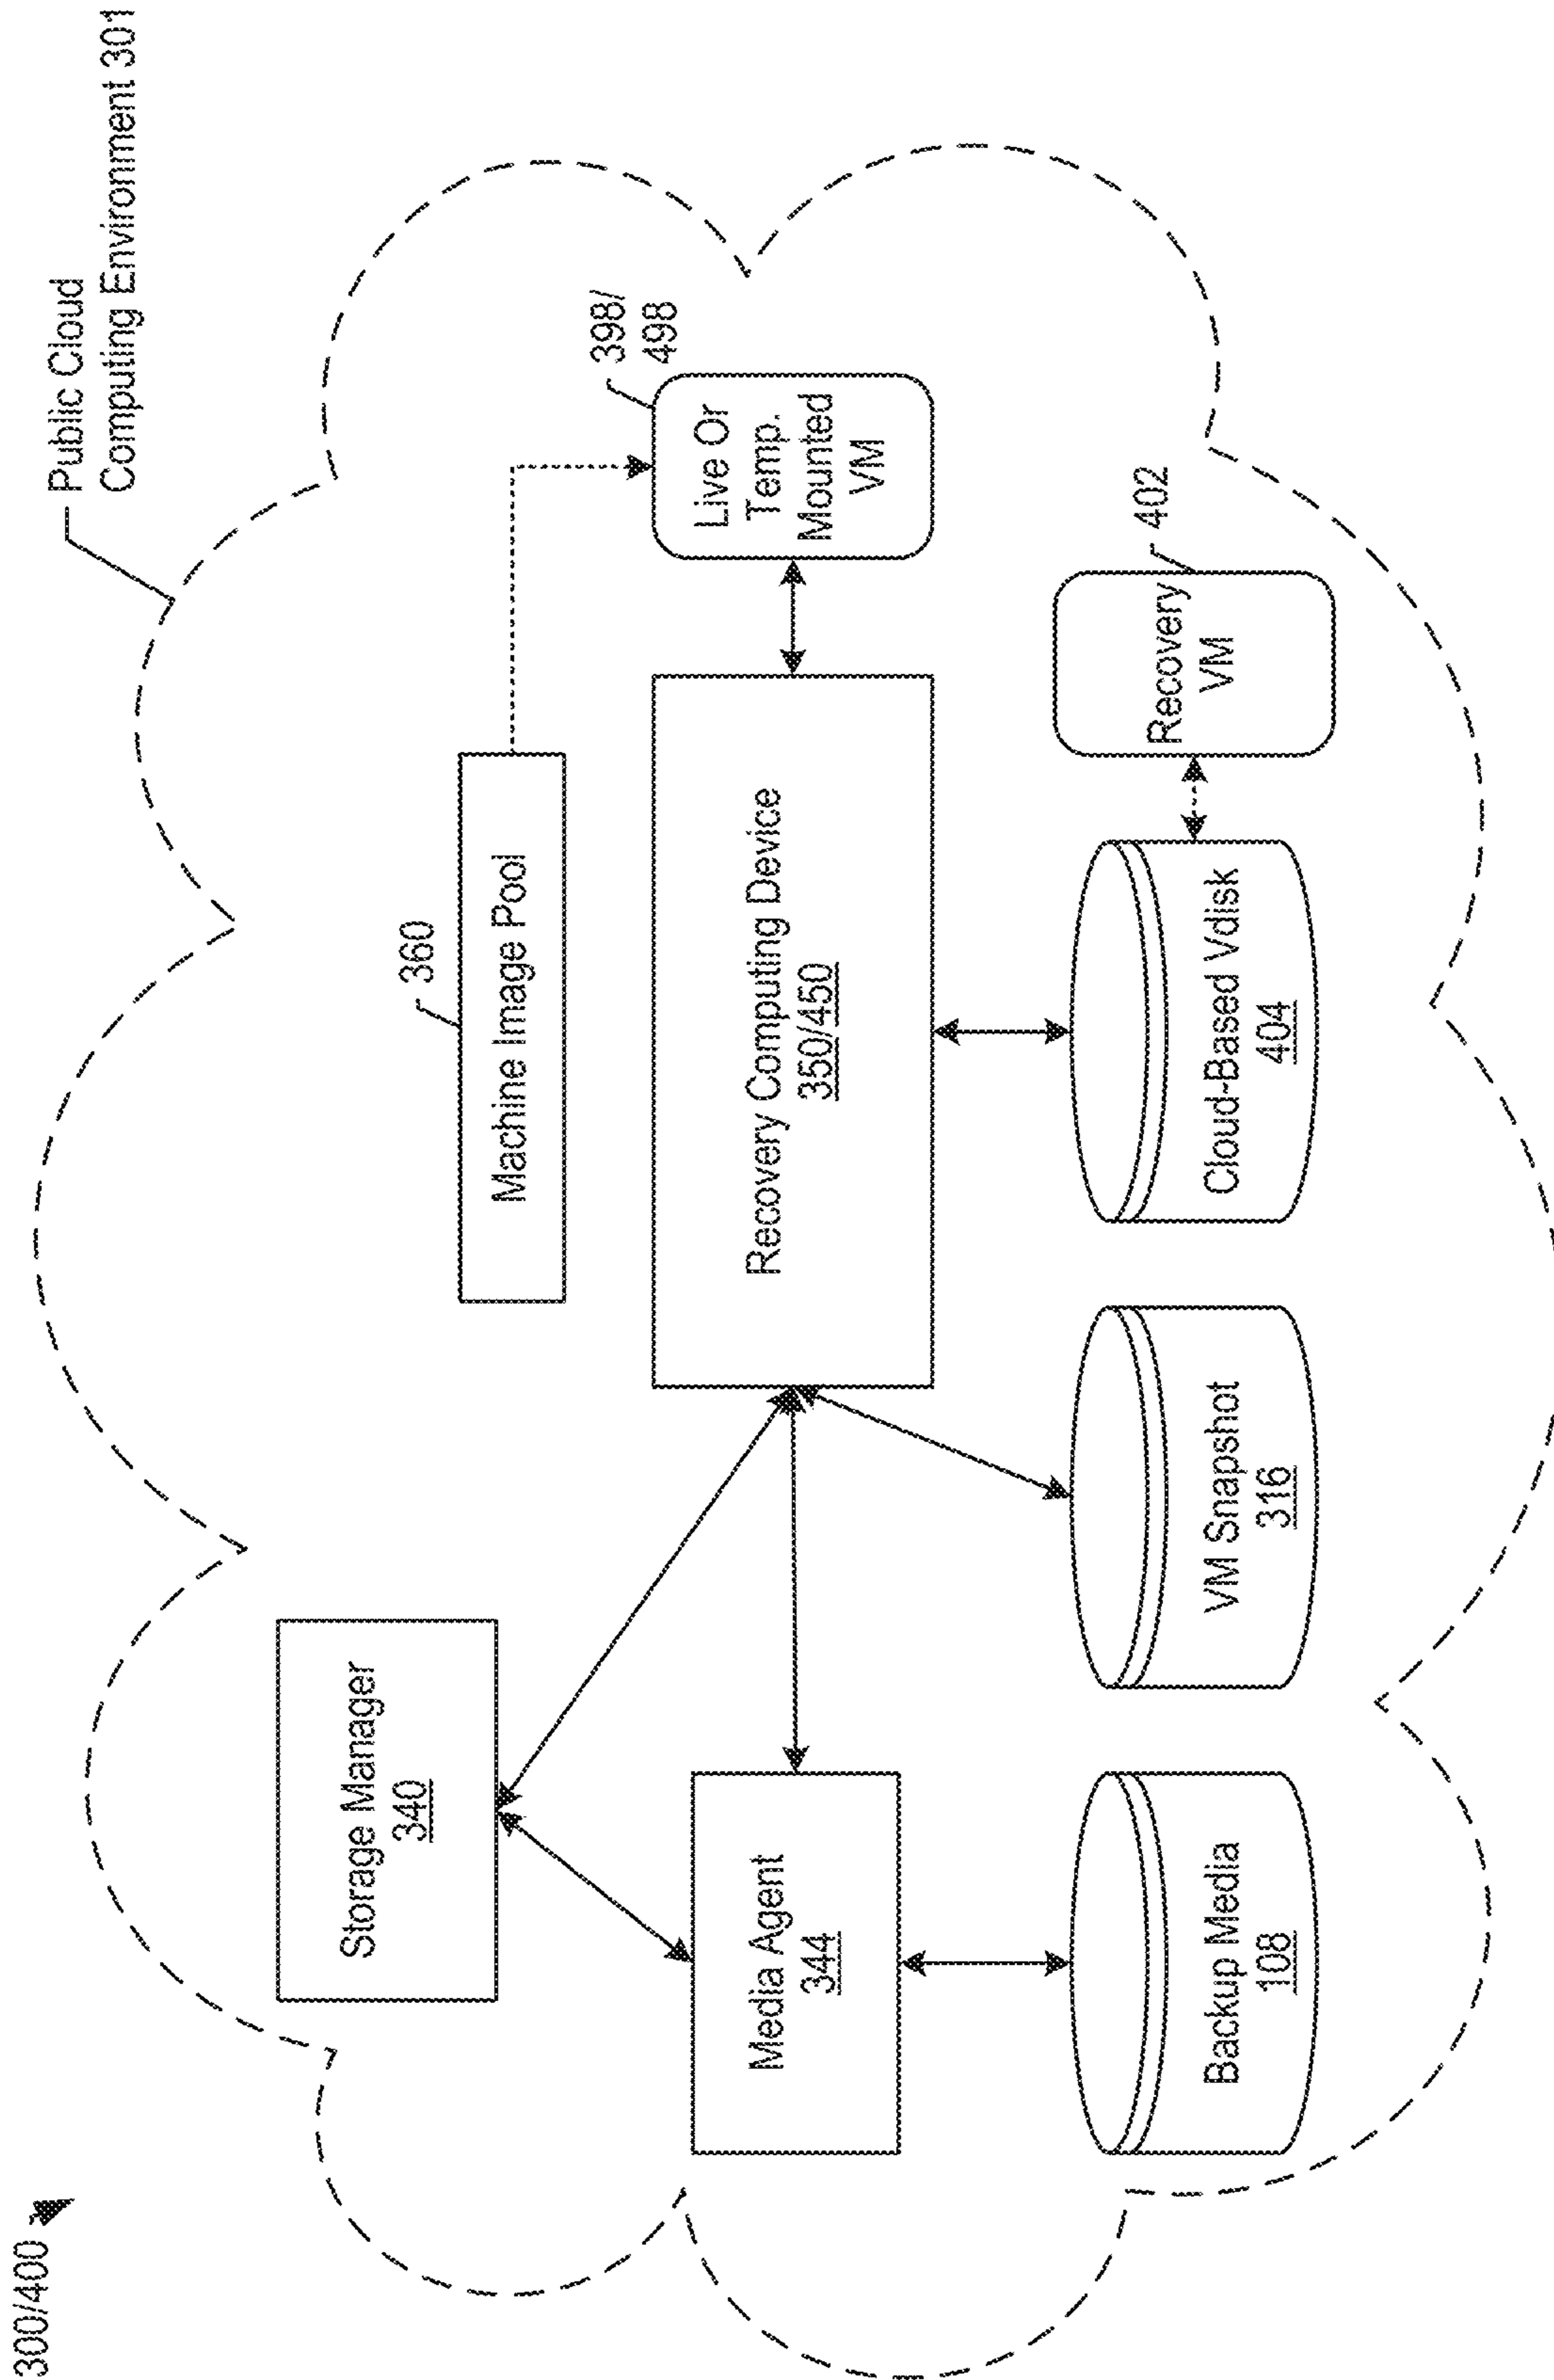 300/400
Public Cloud
Computing Environment 301
Storage Manager
340
360
Machine Image Pool
398/
498
Live Or
Temp.
Mounted
VM
Media Agent
344
Recovery Computing Device
350/450
402
Recovery
VM
Backup Media
108
VM Snapshot
316
Cloud-Based Vdisk
404